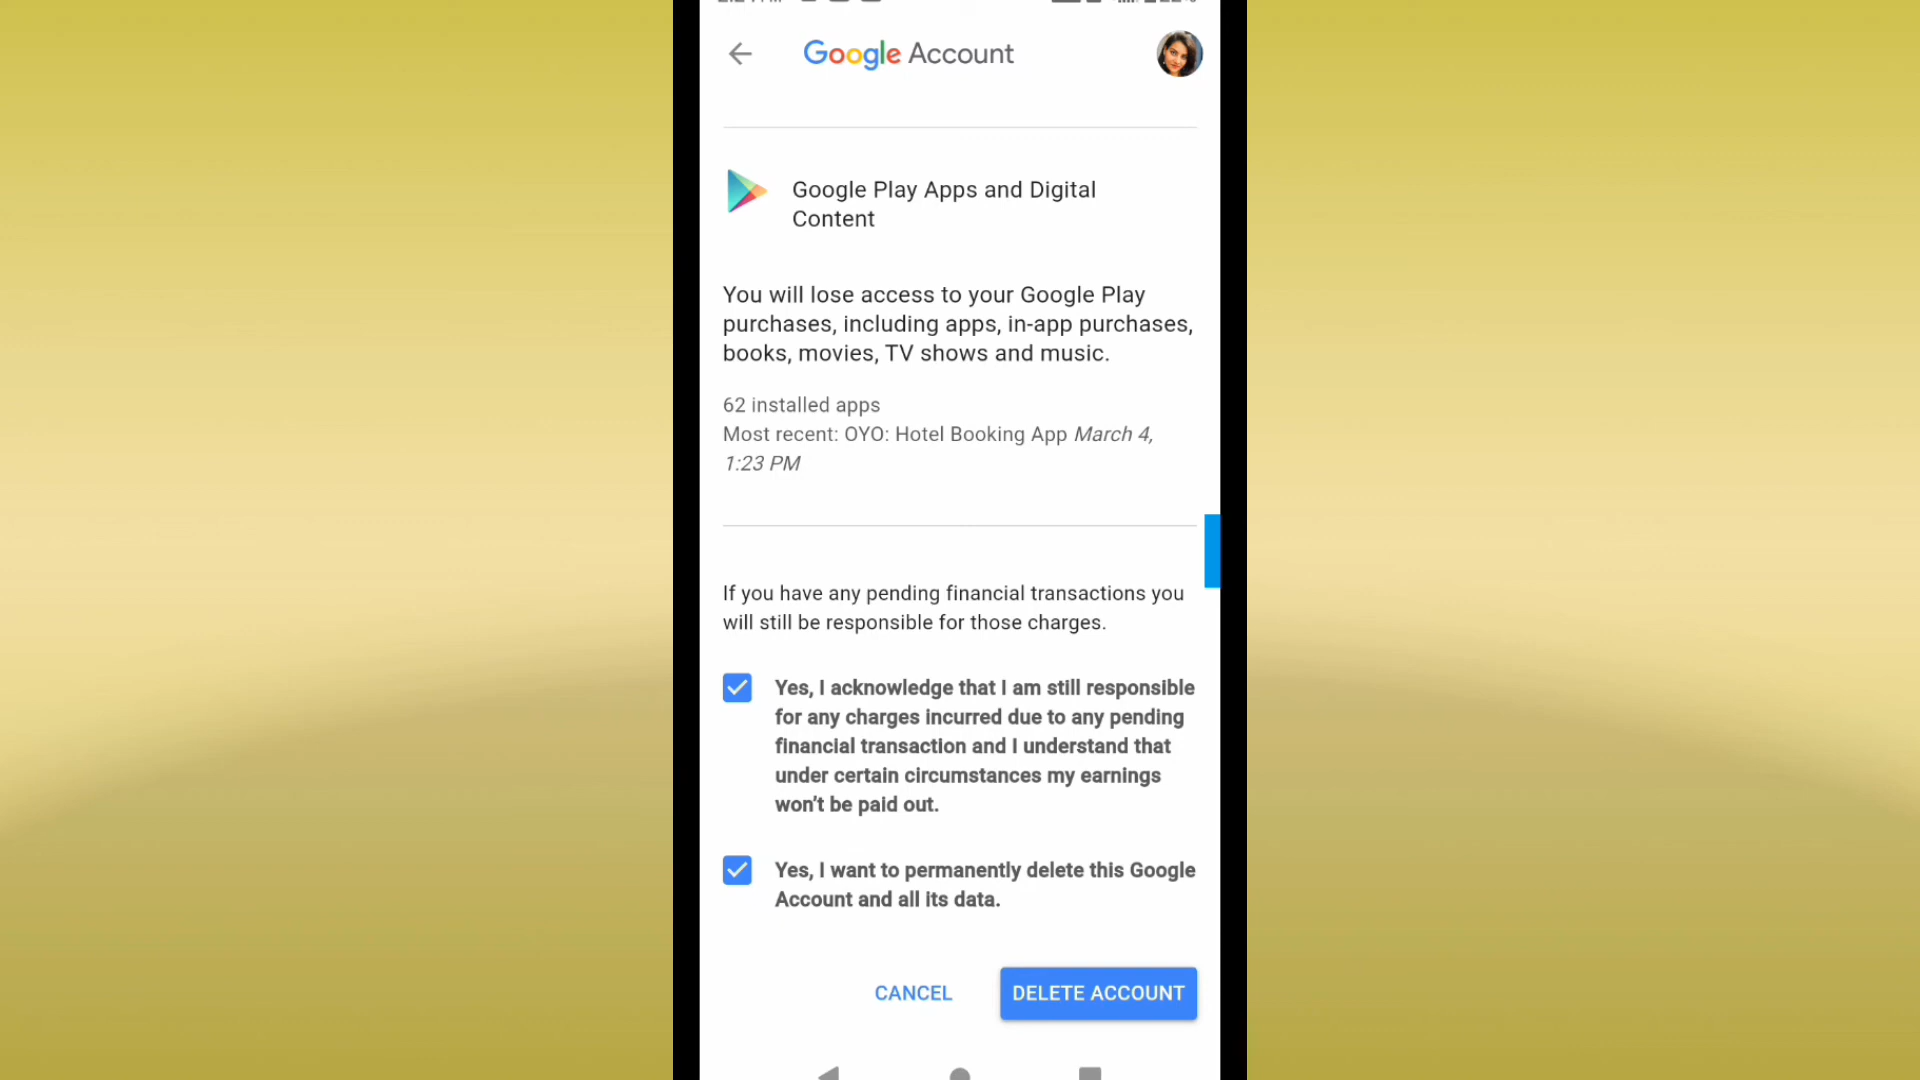 Google Account
Google Play Apps and Digital
Content
You will lose access to your Google Play
purchases, including apps, in-app purchases,
books, movies, TV shows and music.
62 installed apps
Most recent: OYO: Hotel Booking App March 4,
1:23 PM
If you have any pending financial transactions you
will still be responsible for those charges.
Yes, I acknowledge that I am still responsible
for any charges incurred due to any pending
financial transaction and I understand that
under certain circumstances my earnings
won't be paid out.
Yes, I want to permanently delete this Google
Account and all its data.
CANCEL
DELETE ACCOUNT